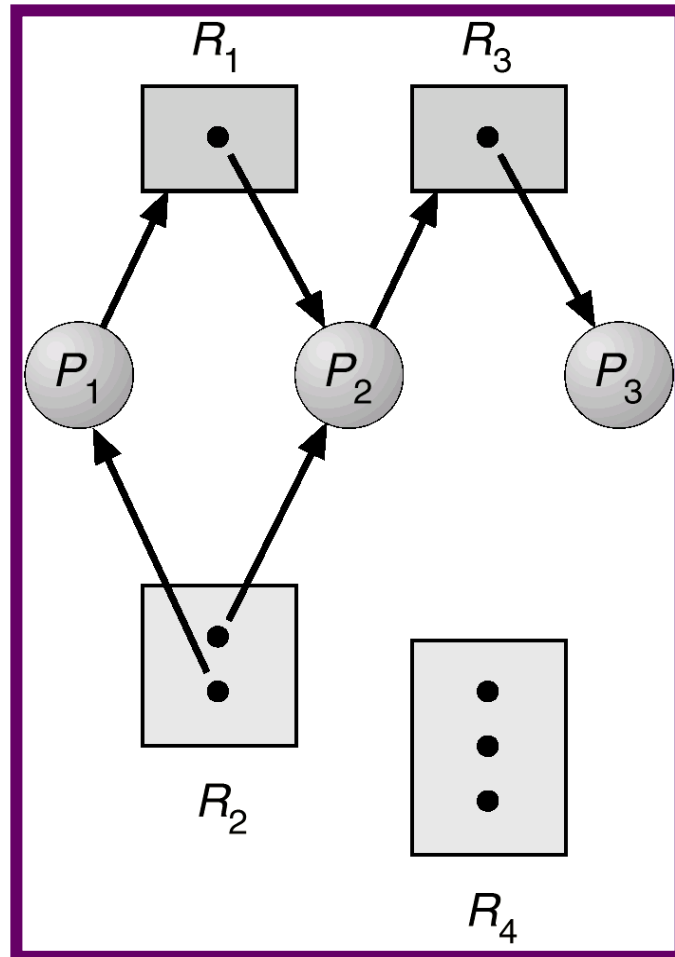 R₁ R₃
P₁ P₂ P₃
R₂
R₄